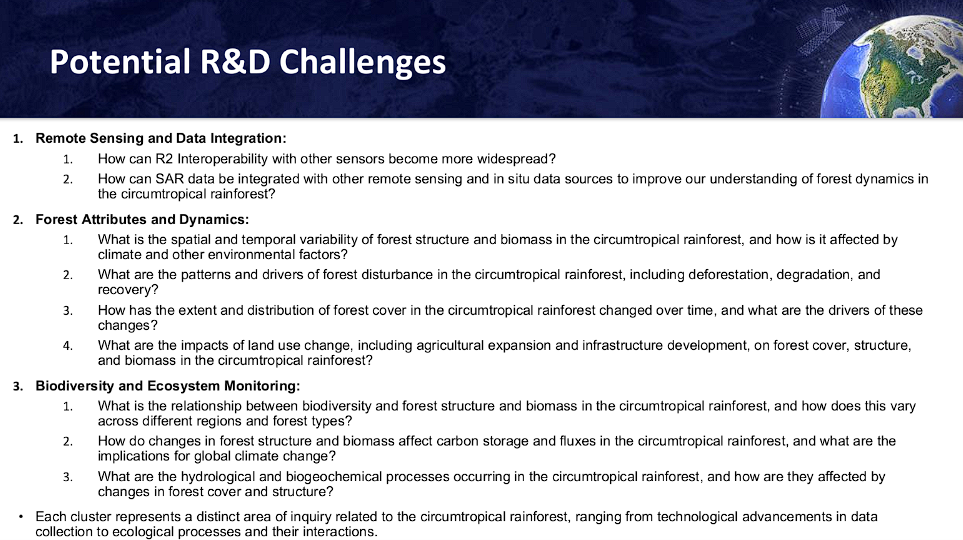 Potential R&D Challenges
1. Remote Sensing and Data Integration:
1. How can R2 Interoperability with other sensors become more widespread?
2. How can SAR data be integrated with other remote sensing and in situ data sources to improve our understanding of forest dynamics in
the circumtropical rainforest?
2. Forest Attributes and Dynamics:
1. What is the spatial and temporal variability of forest structure and biomass in the circumtropical rainforest, and how is it affected by
climate and other environmental factors?
2. What are the patterns and drivers of forest disturbance in the circumtropical rainforest, including deforestation, degradation, and
recovery?
3. How has the extent and distribution of forest cover in the circumtropical rainforest changed over time, and what are the drivers of these
changes?
4. What are the impacts of land use change, including agricultural expansion and infrastructure development, on forest cover, structure,
and biomass in the circumtropical rainforest?
3. Biodiversity and Ecosystem Monitoring:
1. What is the relationship between biodiversity and forest structure and biomass in the circumtropical rainforest, and how does this vary
across different regions and forest types?
2. How do changes in forest structure and biomass affect carbon storage and fluxes in the circumtropical rainforest, and what are the
implications for global climate change?
3. What are the hydrological and biogeochemical processes occurring in the circumtropical rainforest, and how are they affected by
changes in forest cover and structure?
• Each cluster represents a distinct area of inquiry related to the circumtropical rainforest, ranging from technological advancements in data
collection to ecological processes and their interactions.